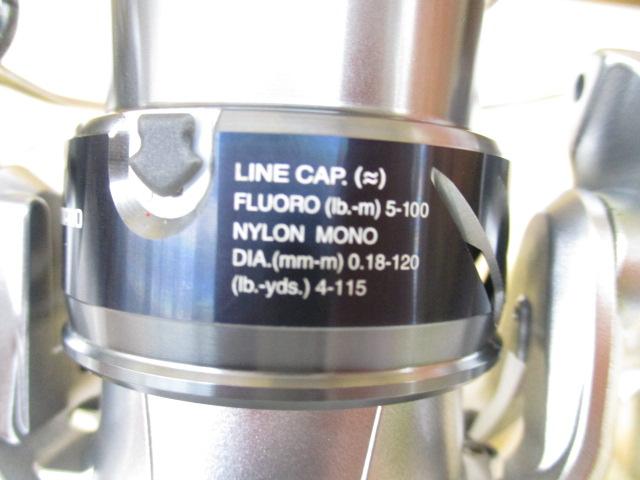 LINE CAP. (≈)
FLUORO (lb.-m) 5-100
NYLON MONO
DIA.(mm-m) 0.18-120
(lb.-yds.) 4-115